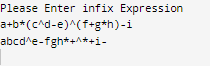 Please Enter infix Expression
a+b*(c^d-e)^(f+g*h)-i
abcd^e-fgh*+^*+i-